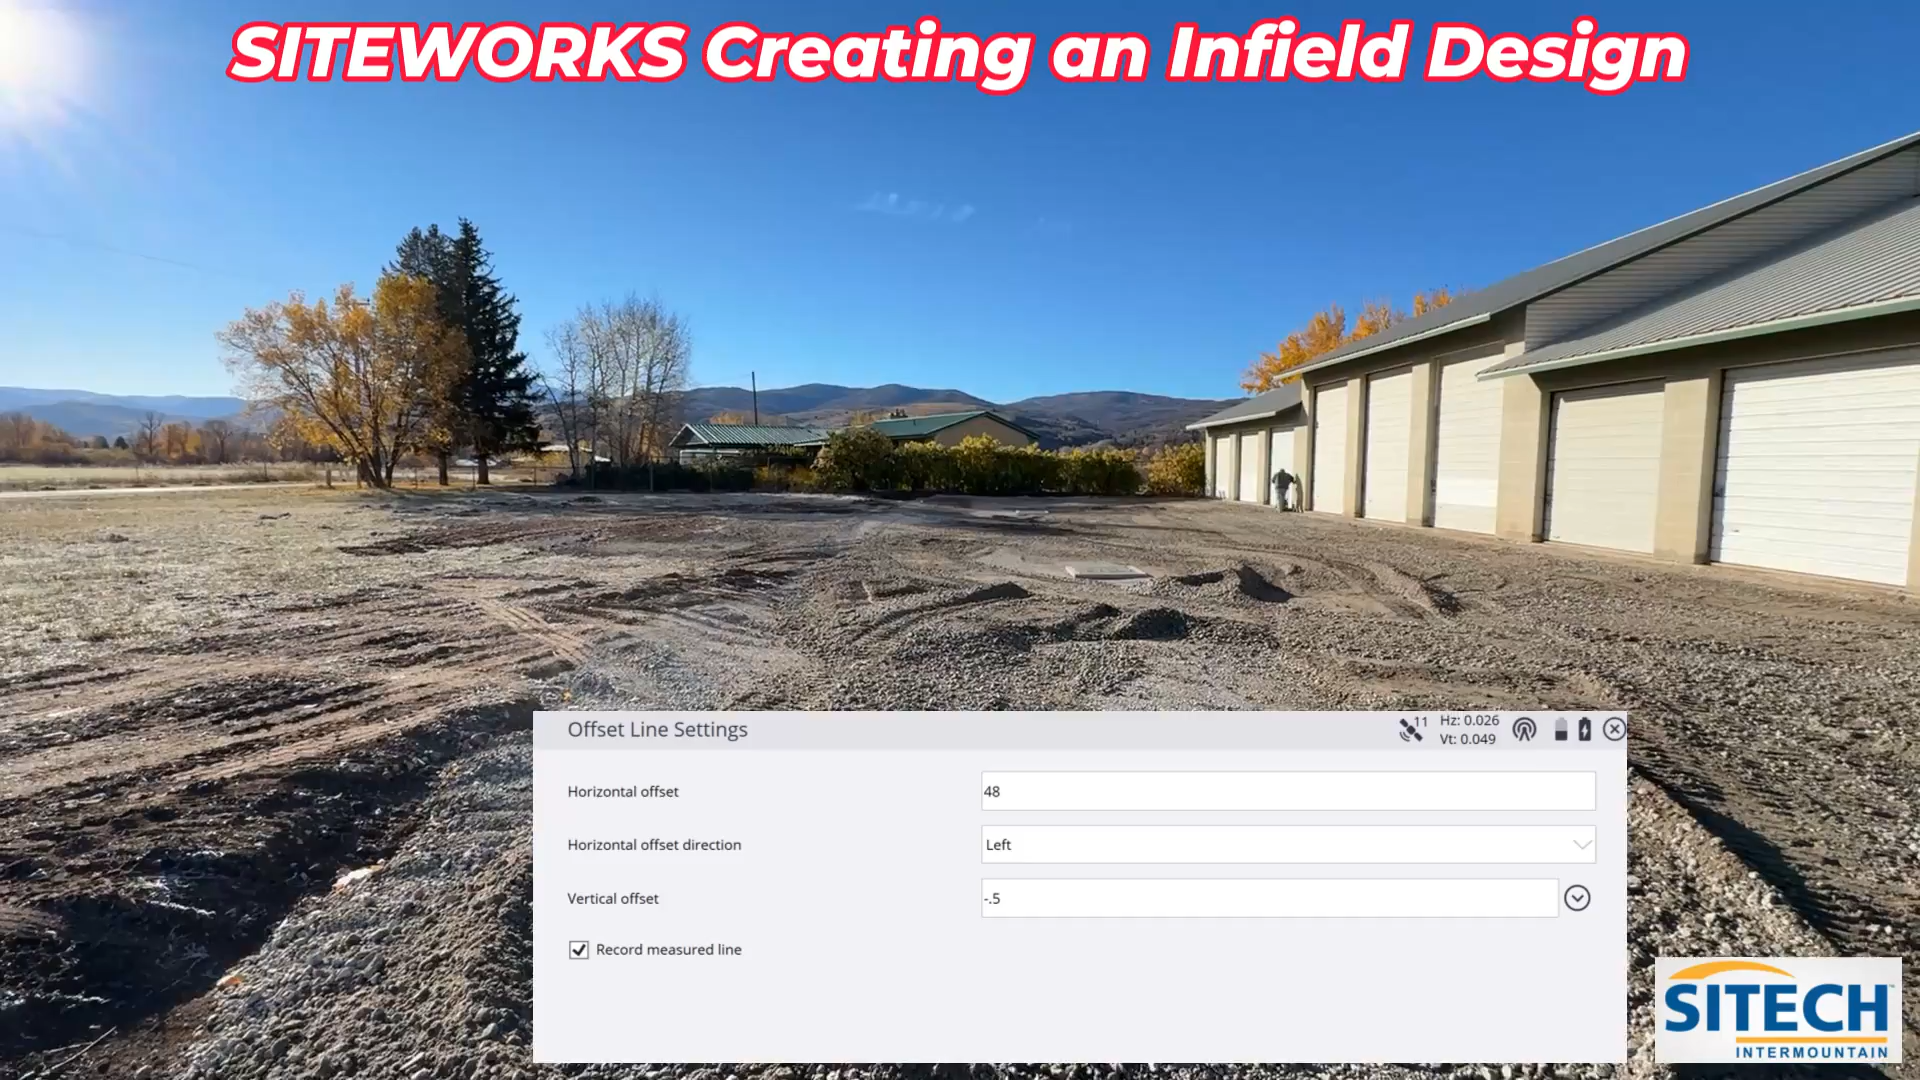 SITEWORKS Creating an Infield Design
Offset Line Settings
11
Hz: 0.026
Vt: 0.049
Horizontal offset
48
Horizontal offset direction
Left
Vertical offset
-.5
Record measured line
SITECH
INTERMOUNTAIN